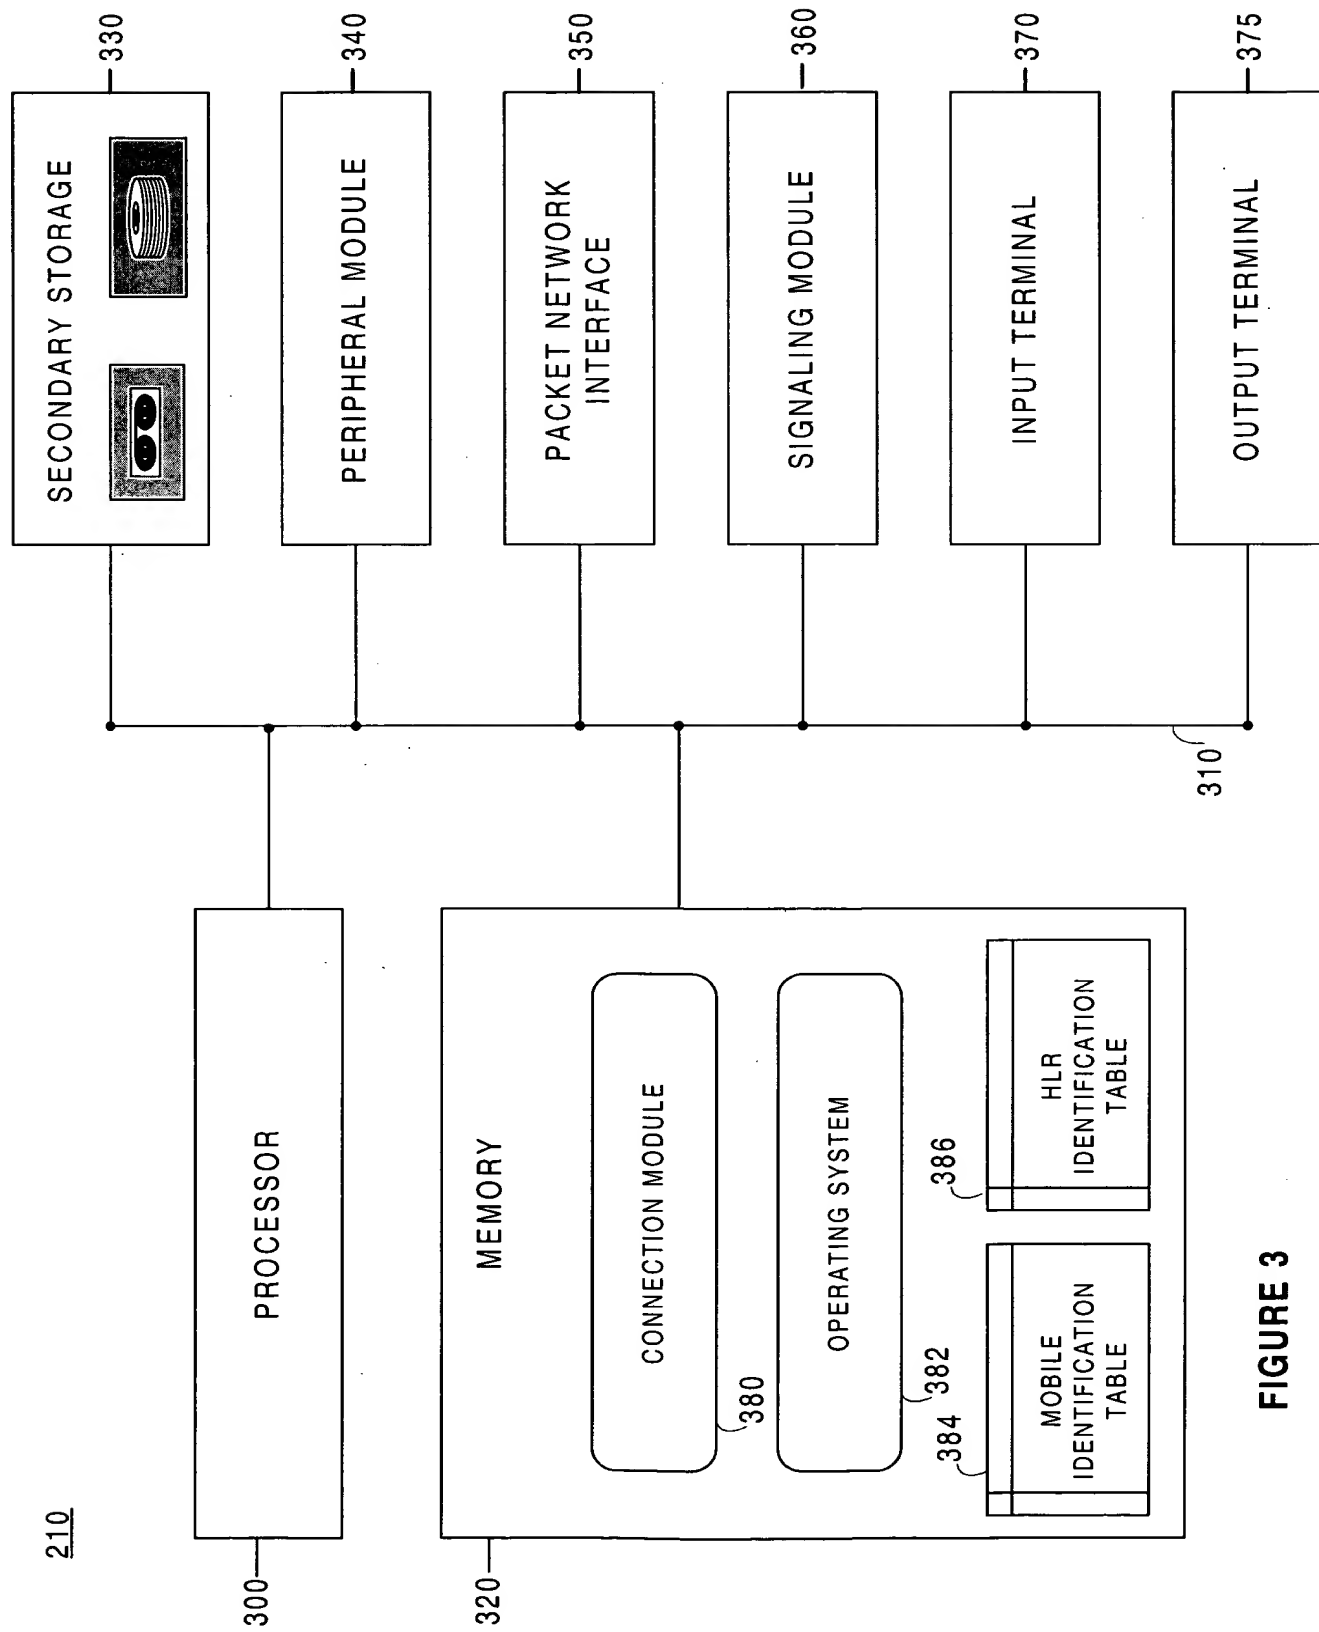 210
300
PROCESSOR
320
MEMORY
CONNECTION MODULE
380
OPERATING SYSTEM
382
384
MOBILE
IDENTIFICATION
TABLE
386
HLR
IDENTIFICATION
TABLE
310
SECONDARY STORAGE
330
PERIPHERAL MODULE
340
PACKET NETWORK
INTERFACE
350
SIGNALING MODULE
360
INPUT TERMINAL
370
OUTPUT TERMINAL
375
FIGURE 3